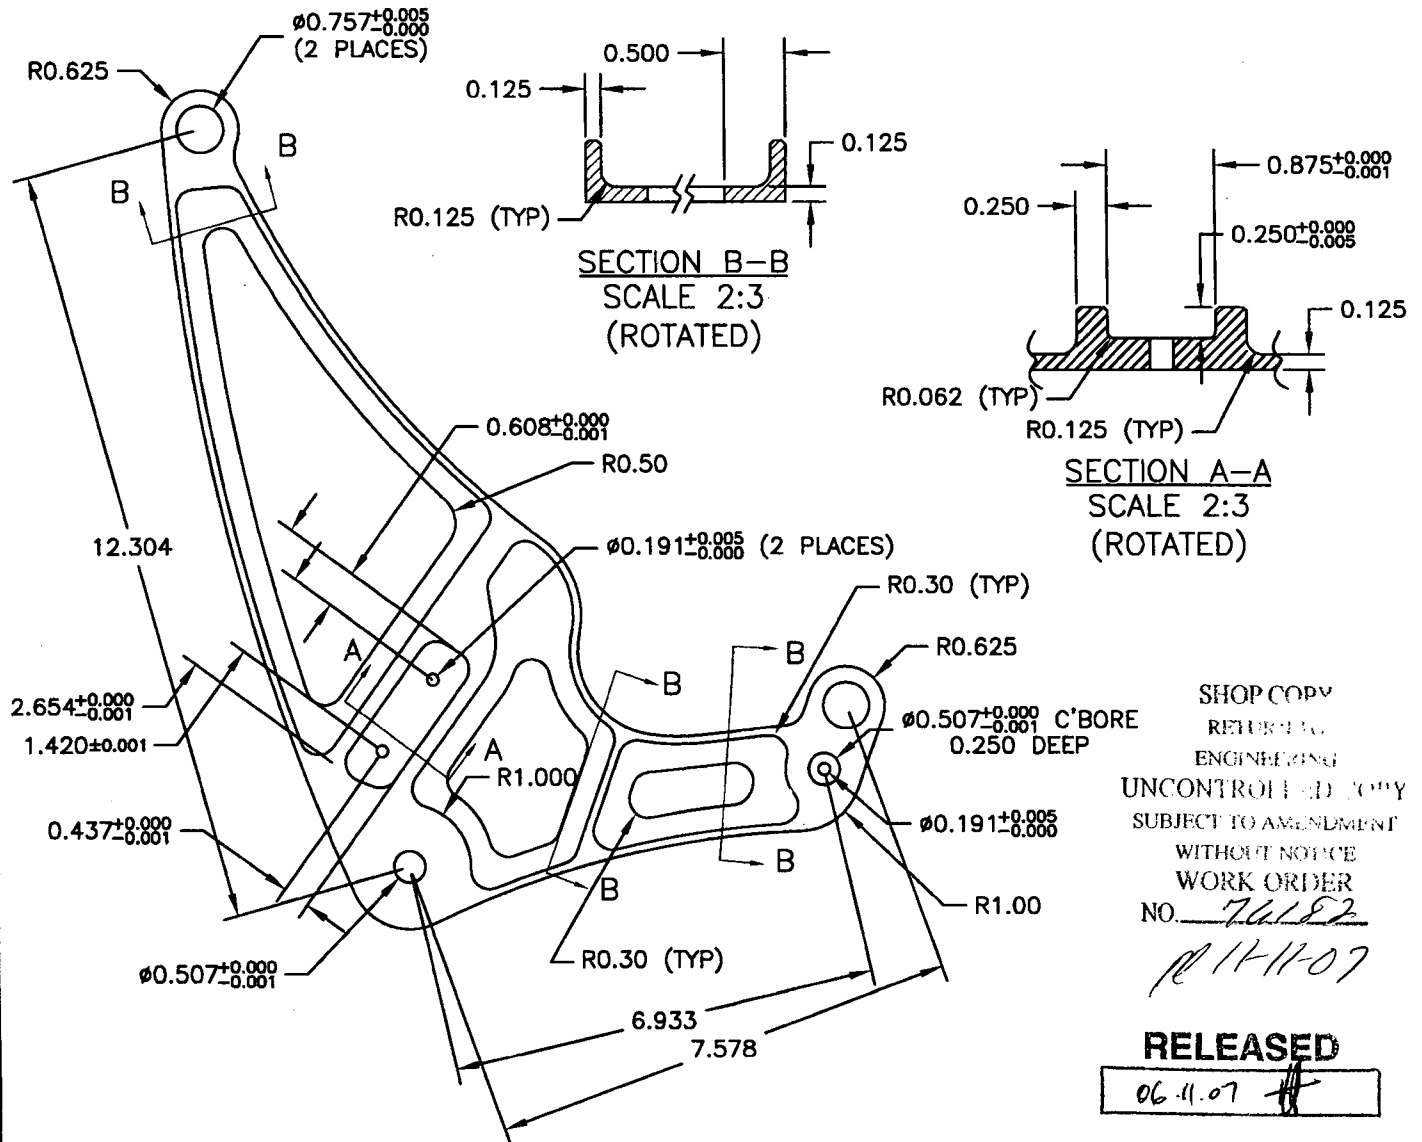 ø0.757+0.005-0.000
(2 PLACES)
R0.625
B
B
0.500
0.125
0.125
R0.125 (TYP)
SECTION B-B
SCALE 2:3
(ROTATED)
0.875+0.000-0.001
0.250
0.250+0.000-0.005
0.125
R0.062 (TYP)
R0.125 (TYP)
SECTION A-A
SCALE 2:3
(ROTATED)
0.608+0.000-0.001
R0.50
12.304
ø0.191+0.005-0.000 (2 PLACES)
R0.30 (TYP)
A
B
B
R0.625
2.654+0.000-0.001
1.420±0.001
A
R1.000
ø0.507+0.000-0.001 C'BORE
0.250 DEEP
0.437+0.000-0.001
ø0.191+0.005-0.000
B
B
R1.00
ø0.507+0.000-0.001
R0.30 (TYP)
6.933
7.578
SHOP COPY
RETURN TO
ENGINEERING
UNCONTROLLED COPY
SUBJECT TO AMENDMENT
WITHOUT NOTICE
WORK ORDER
NO.
11-11-07
RELEASED
06.11.07